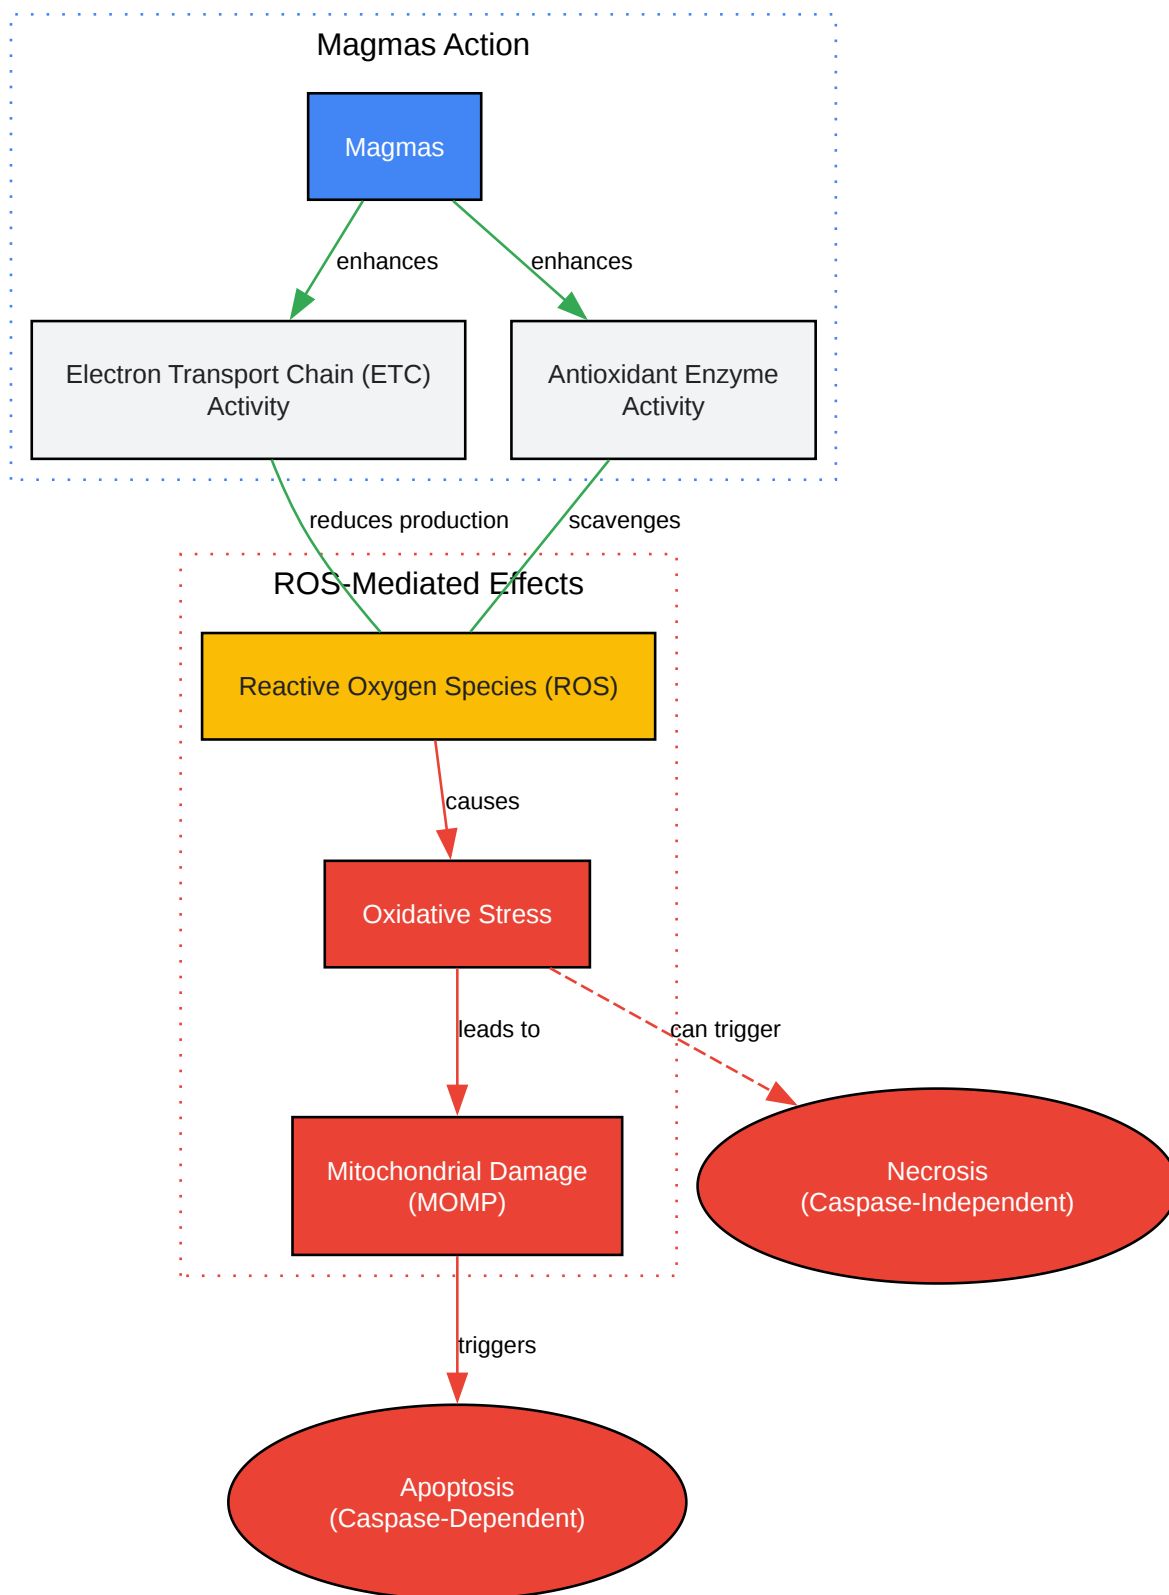 Magmas Action
Magmas
enhances
enhances
Electron Transport Chain (ETC)
Activity
Antioxidant Enzyme
Activity
reduces production
scavenges
ROS-Mediated Effects
Reactive Oxygen Species (ROS)
causes
Oxidative Stress
leads to
can trigger
Mitochondrial Damage
(MOMP)
Necrosis
(Caspase-Independent)
triggers
Apoptosis
(Caspase-Dependent)